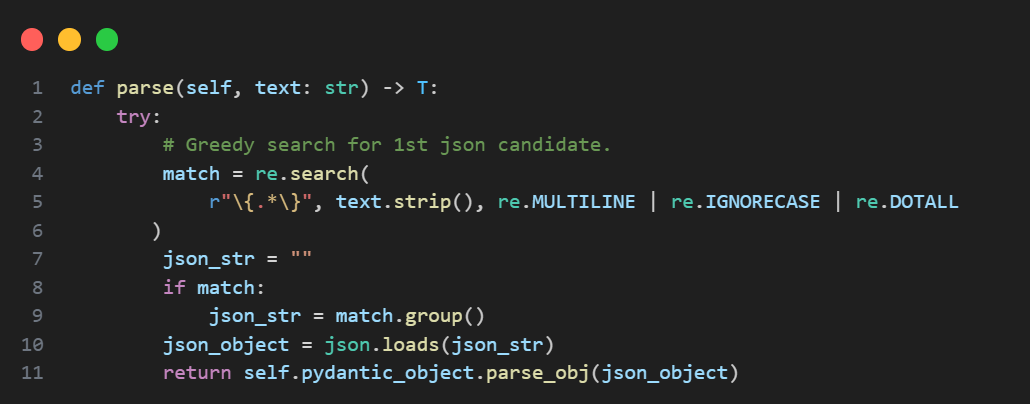 1 def parse(self, text: str) -> T:
2     try:
3         # Greedy search for 1st json candidate.
4         match = re.search(
5             r"\{.*\}", text.strip(), re.MULTILINE | re.IGNORECASE | re.DOTALL
6         )
7         json_str = ""
8         if match:
9             json_str = match.group()
10         json_object = json.loads(json_str)
11         return self.pydantic_object.parse_obj(json_object)